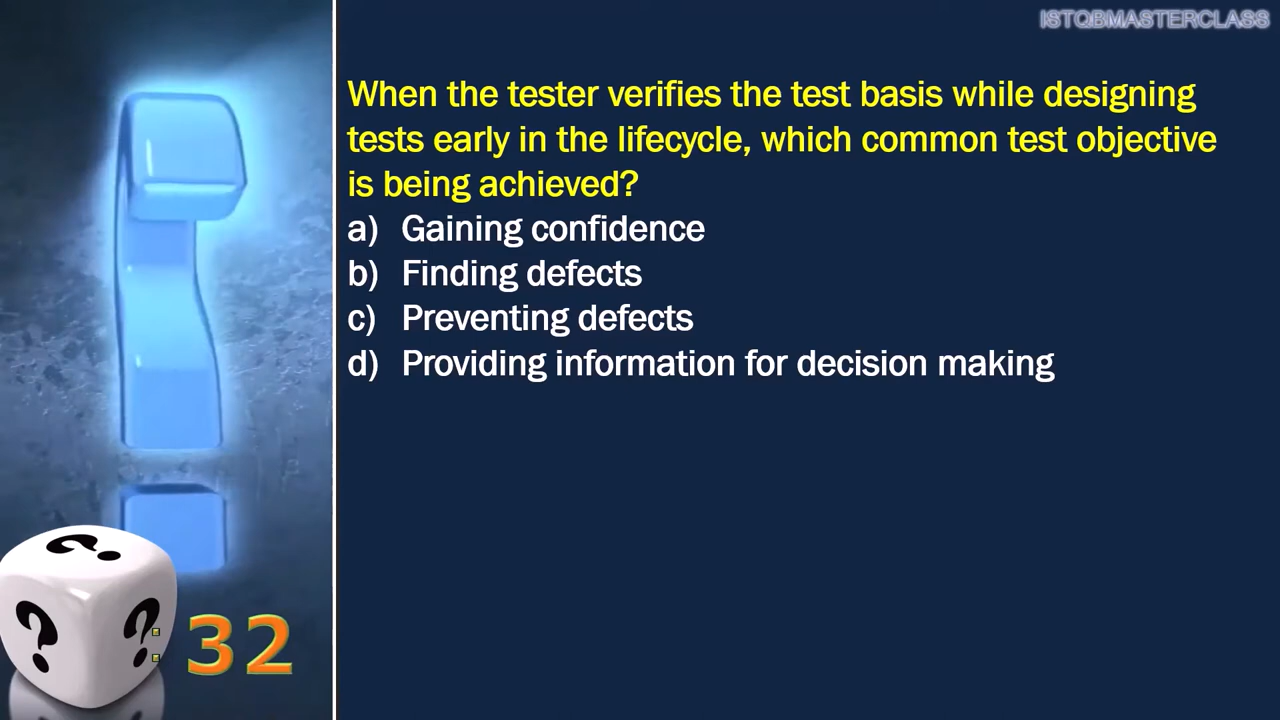 ISTQBMASTERCLASS
When the tester verifies the test basis while designing
tests early in the lifecycle, which common test objective
is being achieved?
a) Gaining confidence
b) Finding defects
c) Preventing defects
d) Providing information for decision making
? ? ?
: 32